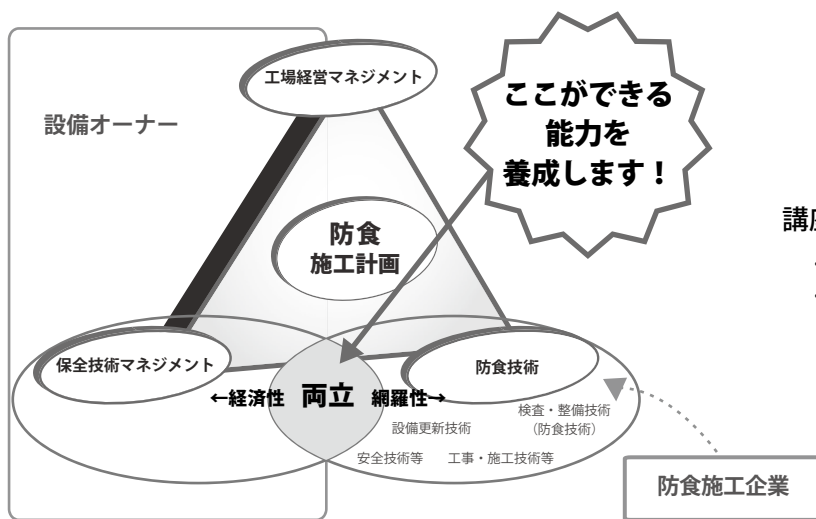 工場経営マネジメント
設備オーナー
ここができる
能力を
養成します！
講座
防食
施工計画
保全技術マネジメント
防食技術
←経済性 両立 網羅性→
検査・整備技術
（防食技術）
設備更新技術
安全技術等 工事・施工技術等
防食施工企業